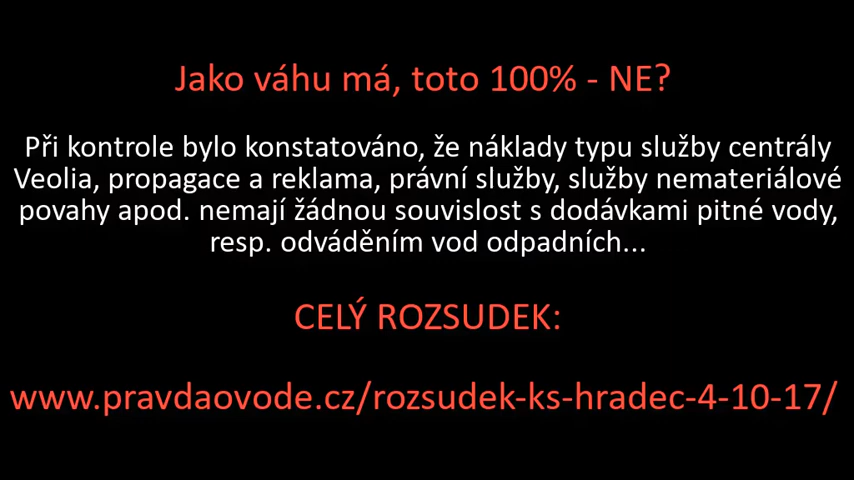 Jako váhu má, toto 100% - NE?
Při kontrole bylo konstatováno, že náklady typu služby centrály
Veolia, propagace a reklama, právní služby, služby nemateriálové
povahy apod. nemají žádnou souvislost s dodávkami pitné vody,
resp. odváděním vod odpadních...
CELÝ ROZSUDEK:
www.pravdaovode.cz/rozsudek-ks-hradec-4-10-17/